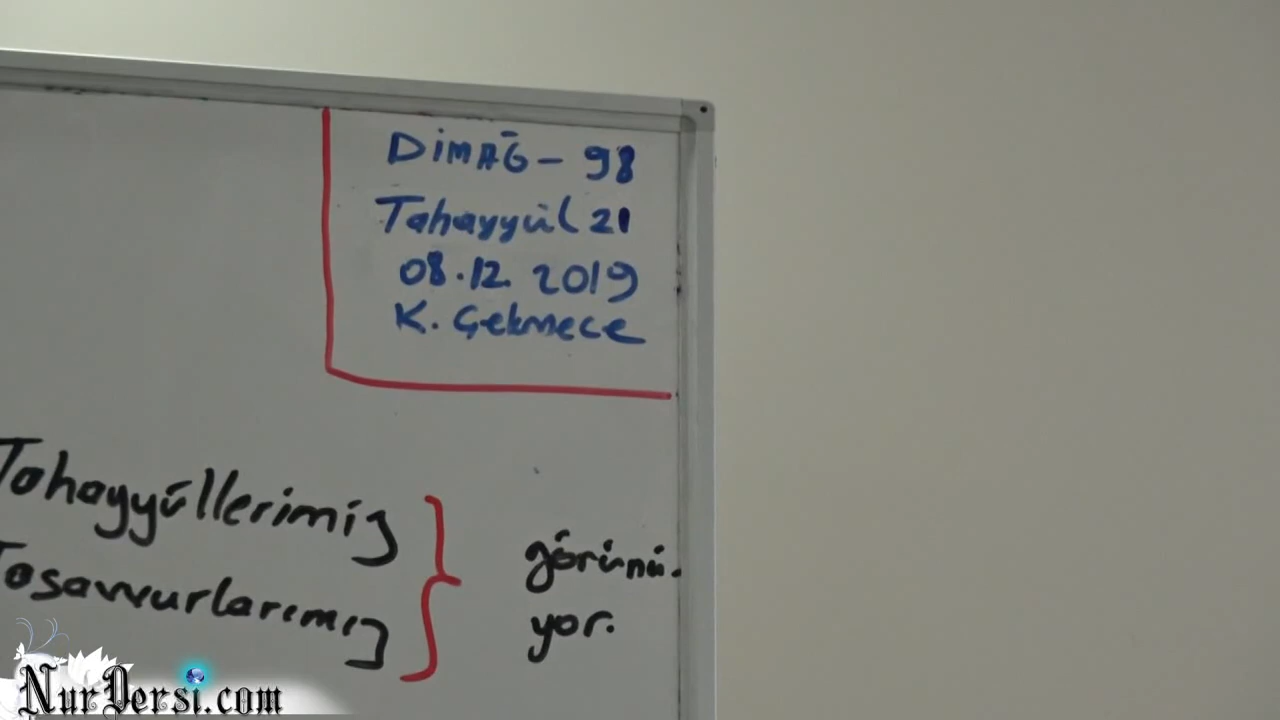 DİMAĞ - 98
Tahayyül 21
08.12.2019
K. Çekmece
Tahayyüllerimiz
Tasavvurlarımız
görünü-
yor.
NurDersi.com